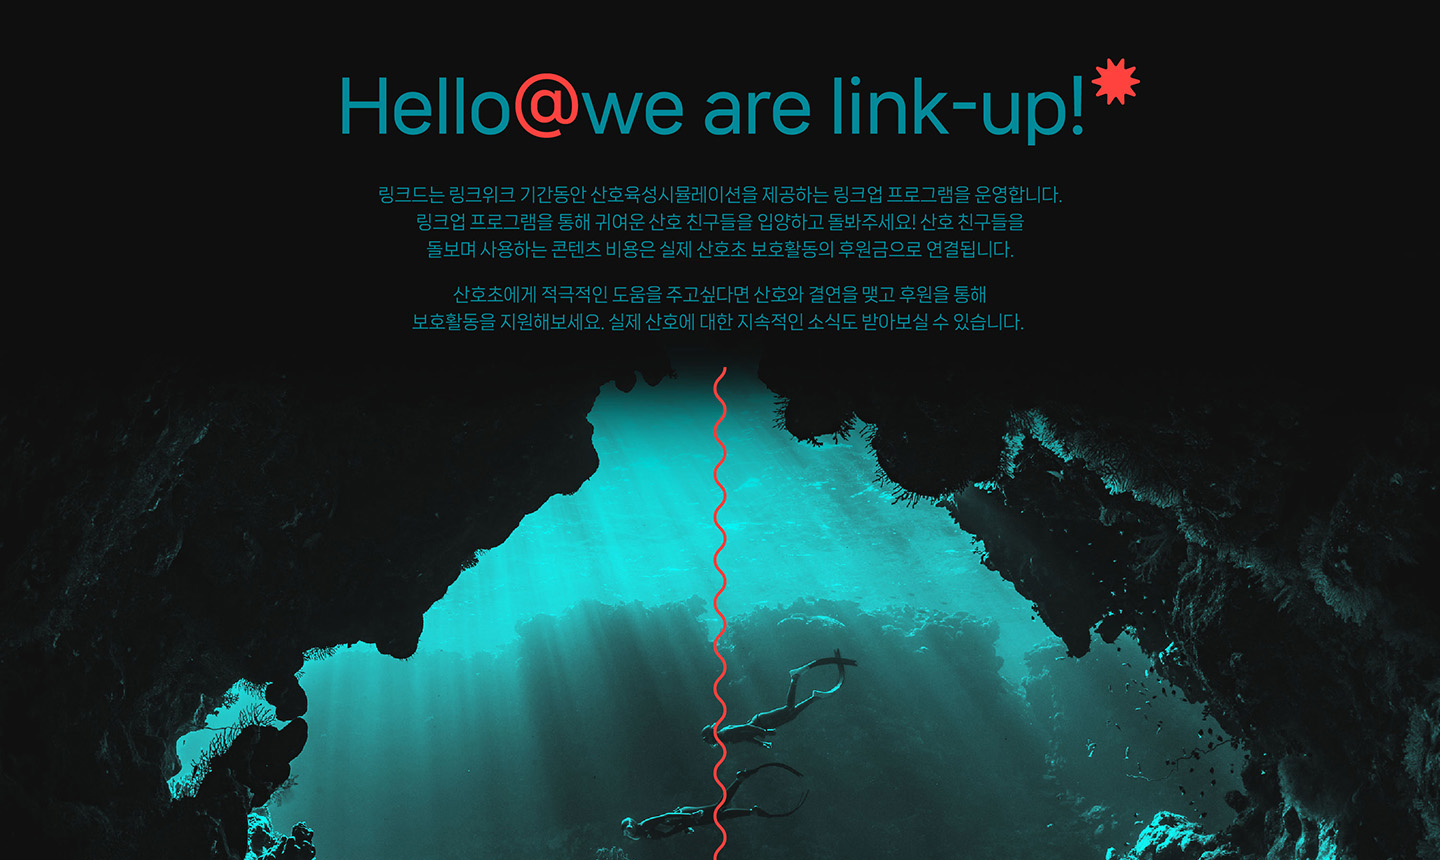 Hello@we are link-up!
링크드는 링크위크 기간동안 산호육성시뮬레이션을 제공하는 링크업 프로그램을 운영합니다.
링크업 프로그램을 통해 귀여운 산호 친구들을 입양하고 돌봐주세요! 산호 친구들을
돌보며 사용하는 콘텐츠 비용은 실제 산호초 보호활동의 후원금으로 연결됩니다.
산호초에게 적극적인 도움을 주고싶다면 산호와 결연을 맺고 후원을 통해
보호활동을 지원해보세요. 실제 산호에 대한 지속적인 소식도 받아보실 수 있습니다.